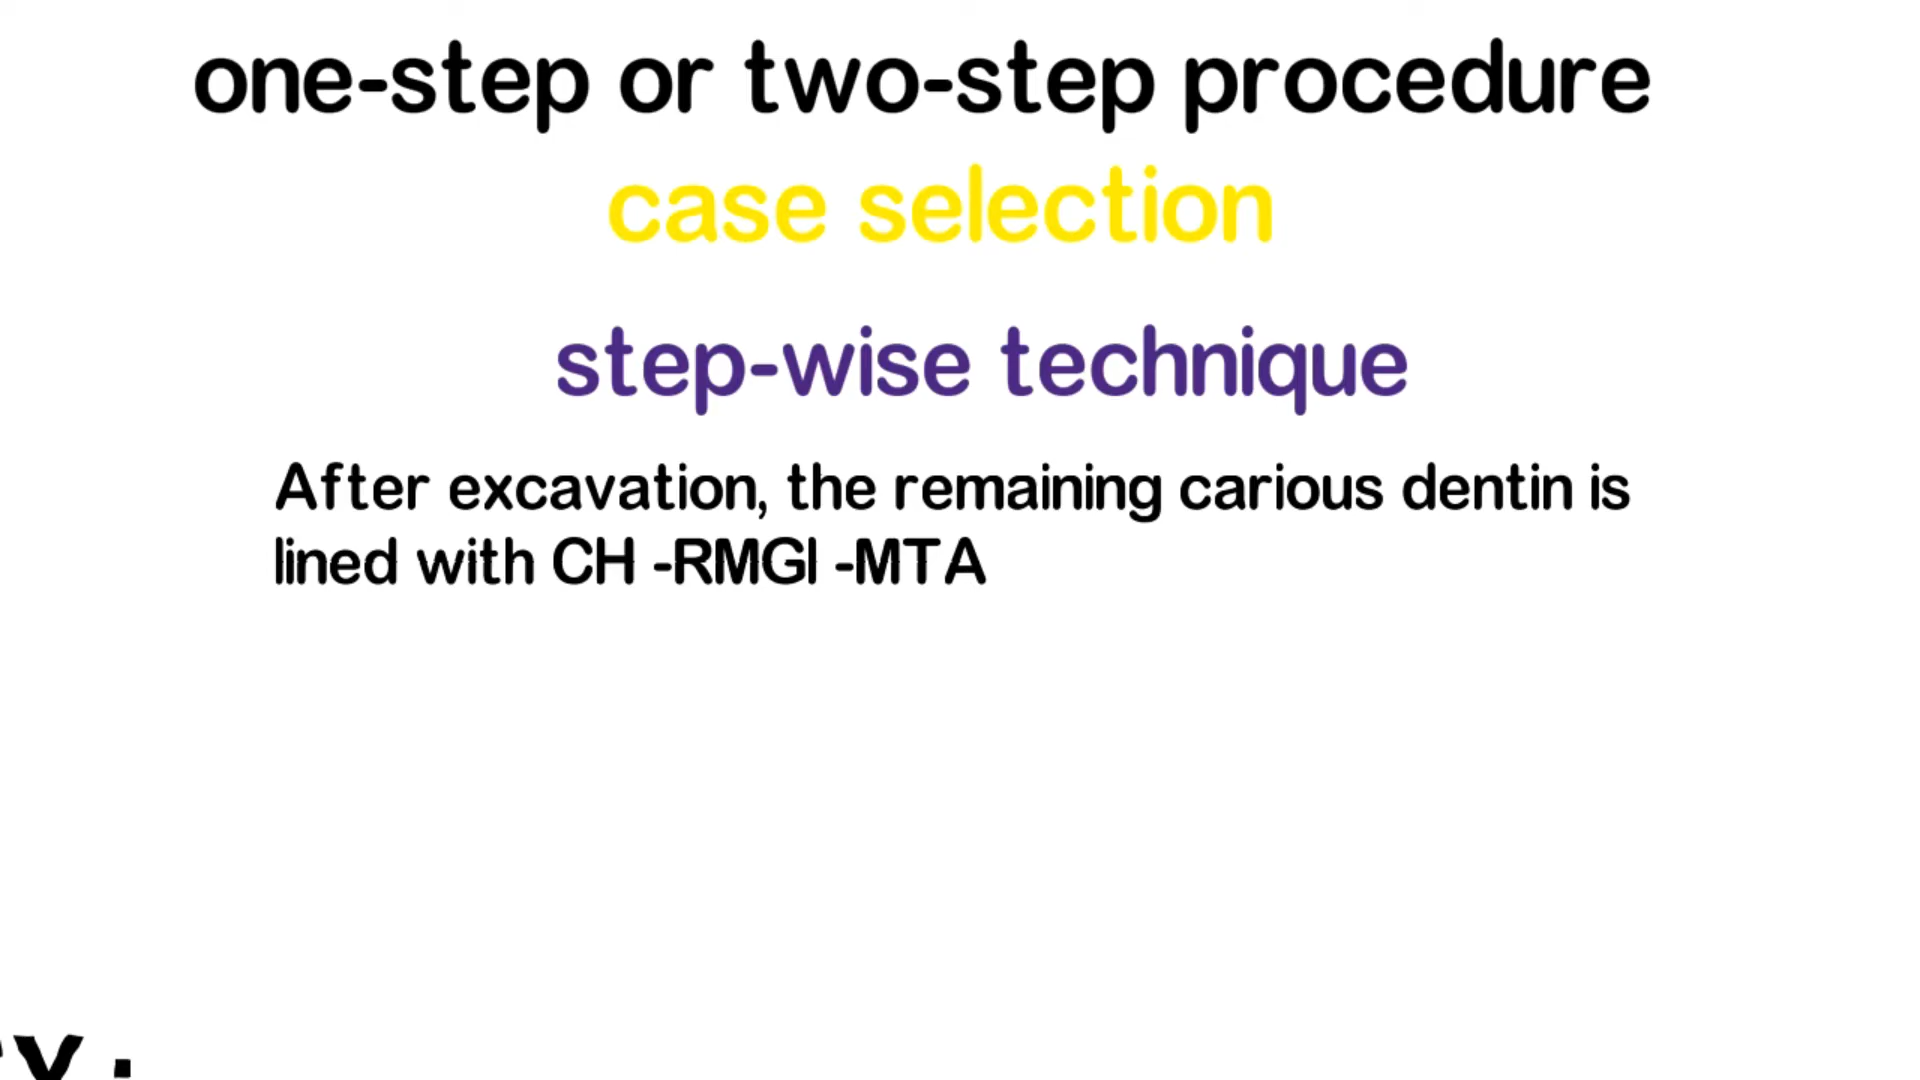 one-step or two-step procedure
case selection
step-wise technique
After excavation, the remaining carious dentin is
lined with CH -RMGI -MTA